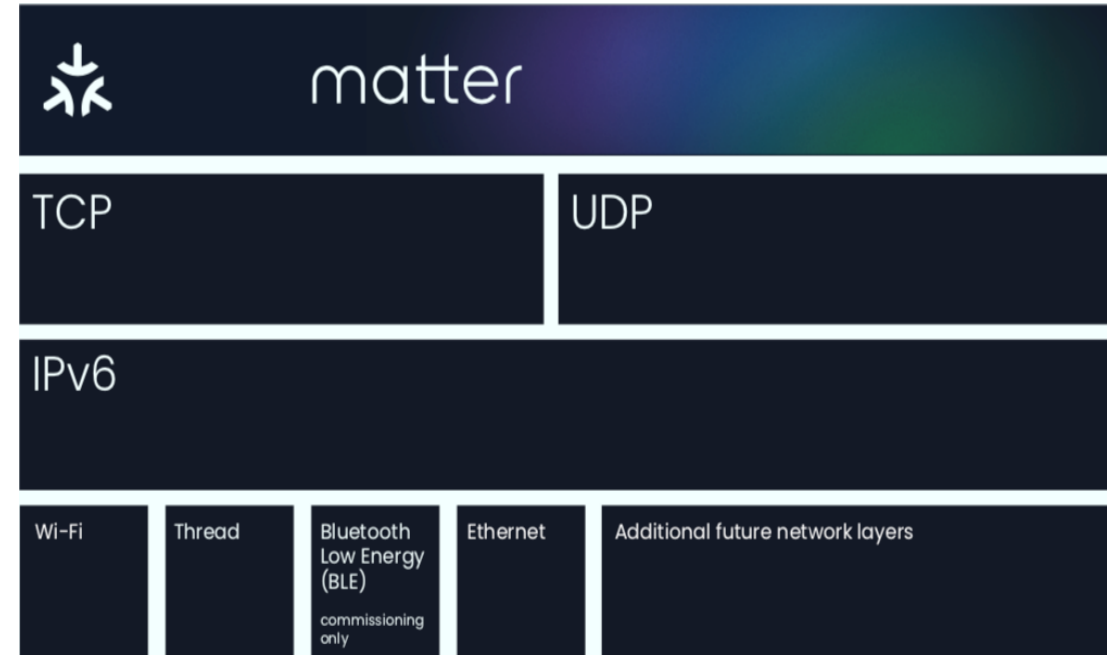 matter
TCP
UDP
IPv6
Wi-Fi
Thread
Bluetooth
Low Energy
(BLE)
commissioning
only
Ethernet
Additional future network layers